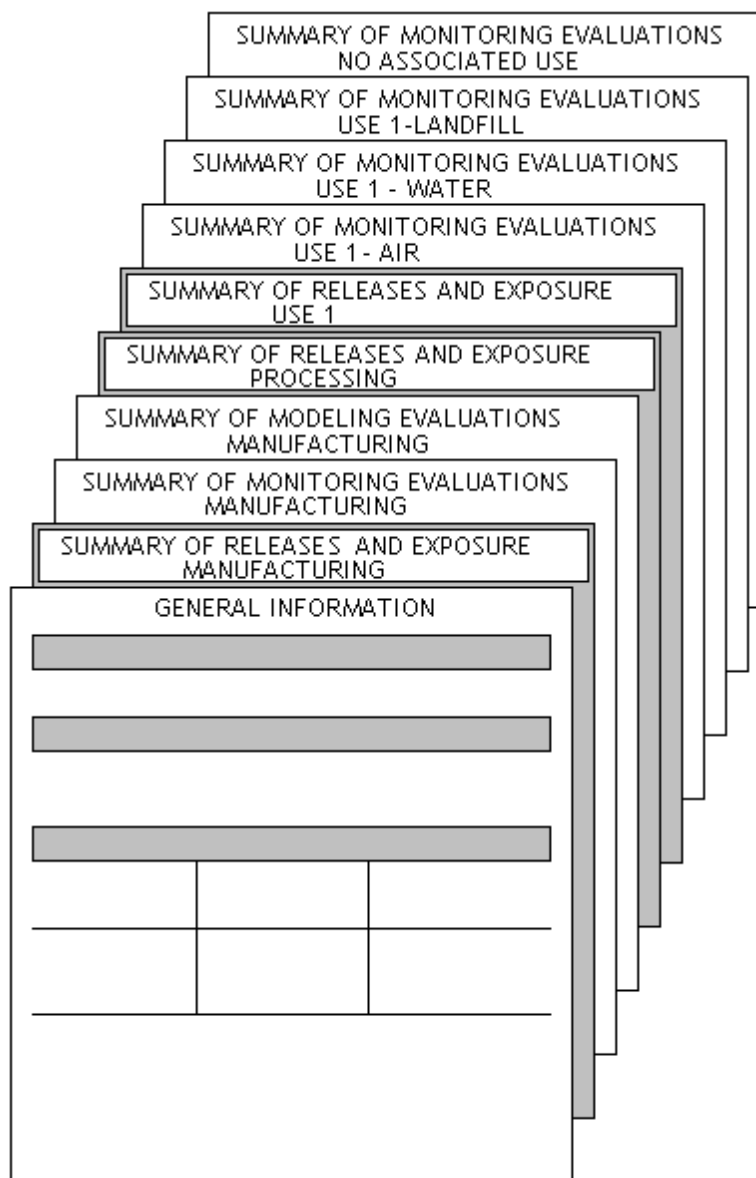 SUMMARY OF MONITORING EVALUATIONS
NO ASSOCIATED USE
SUMMARY OF MONITORING EVALUATIONS
USE 1-LANDFILL
SUMMARY OF MONITORING EVALUATIONS
USE 1 - WATER
SUMMARY OF MONITORING EVALUATIONS
USE 1- AIR
SUMMARY OF RELEASES AND EXPOSURE
USE 1
SUMMARY OF RELEASES AND EXPOSURE
PROCESSING
SUMMARY OF MODELING EVALUATIONS
MANUFACTURING
SUMMARY OF MONITORING EVALUATIONS
MANUFACTURING
SUMMARY OF RELEASES AND EXPOSURE
MANUFACTURING
GENERAL INFORMATION